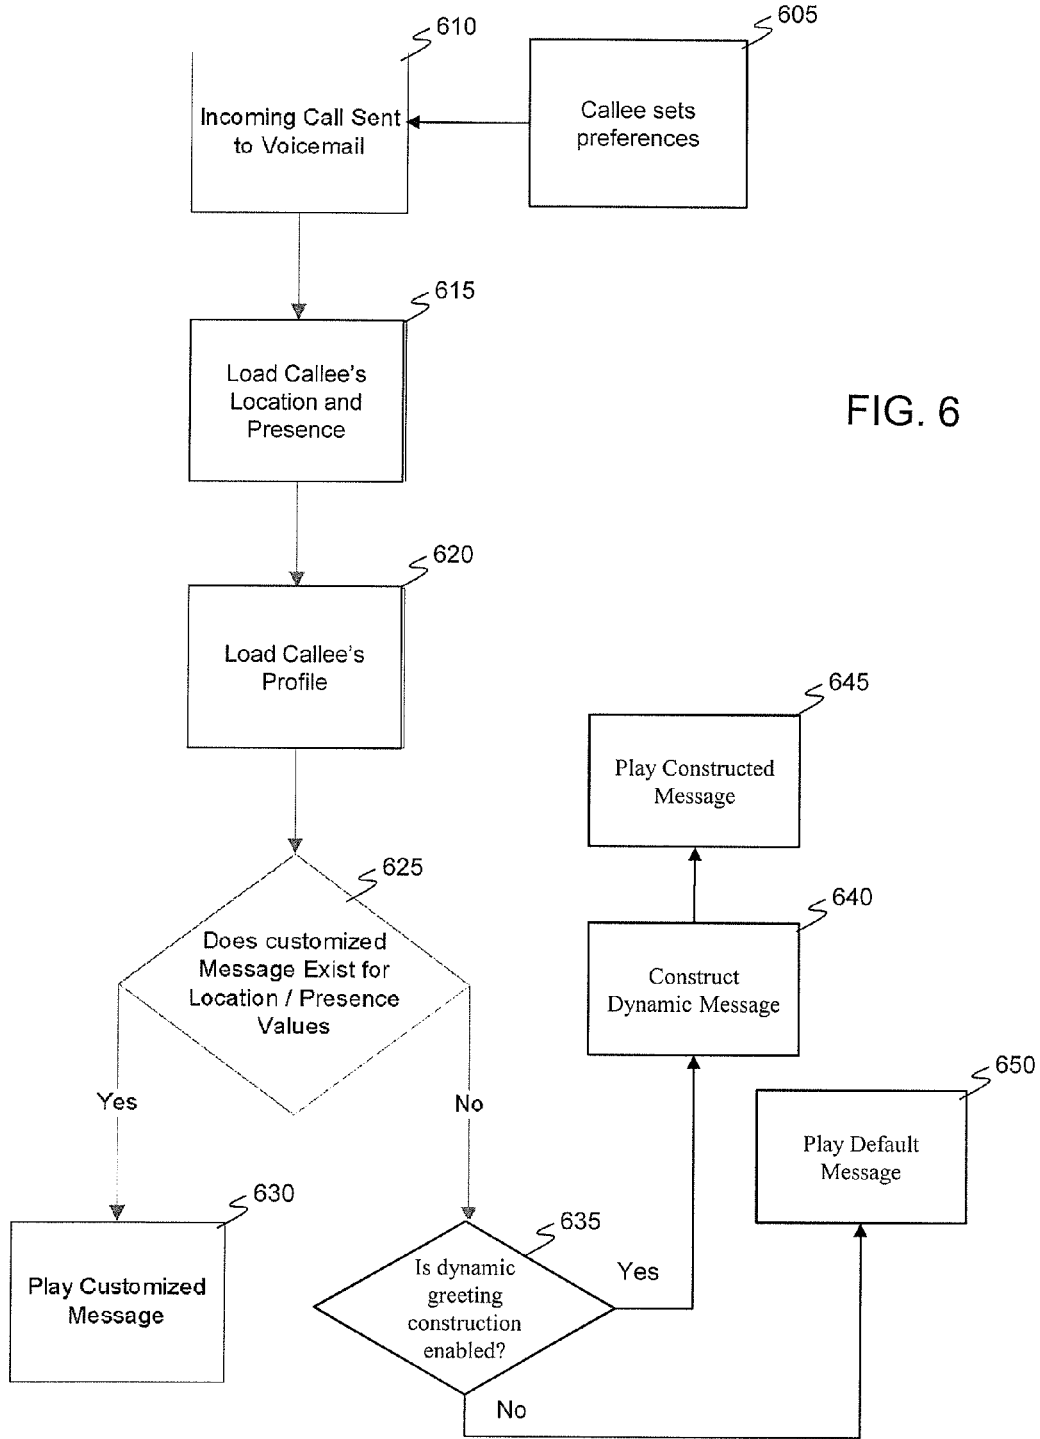 610
Incoming Call Sent
to Voicemail
605
Callee sets
preferences
615
Load Callee's
Location and
Presence
FIG. 6
620
Load Callee's
Profile
645
Play Constructed
Message
625
Does customized
Message Exist for
Location / Presence
Values
640
Construct
Dynamic Message
Yes
No
650
Play Default
Message
630
Play Customized
Message
635
Is dynamic
greeting
construction
enabled?
Yes
No